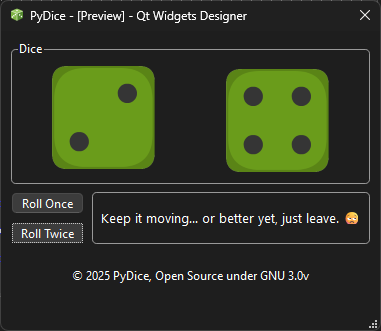 PyDice - [Preview] - Qt Widgets Designer
Dice
Roll Once
Keep it moving... or better yet, just leave. 😩
Roll Twice
© 2025 PyDice, Open Source under GNU 3.0v